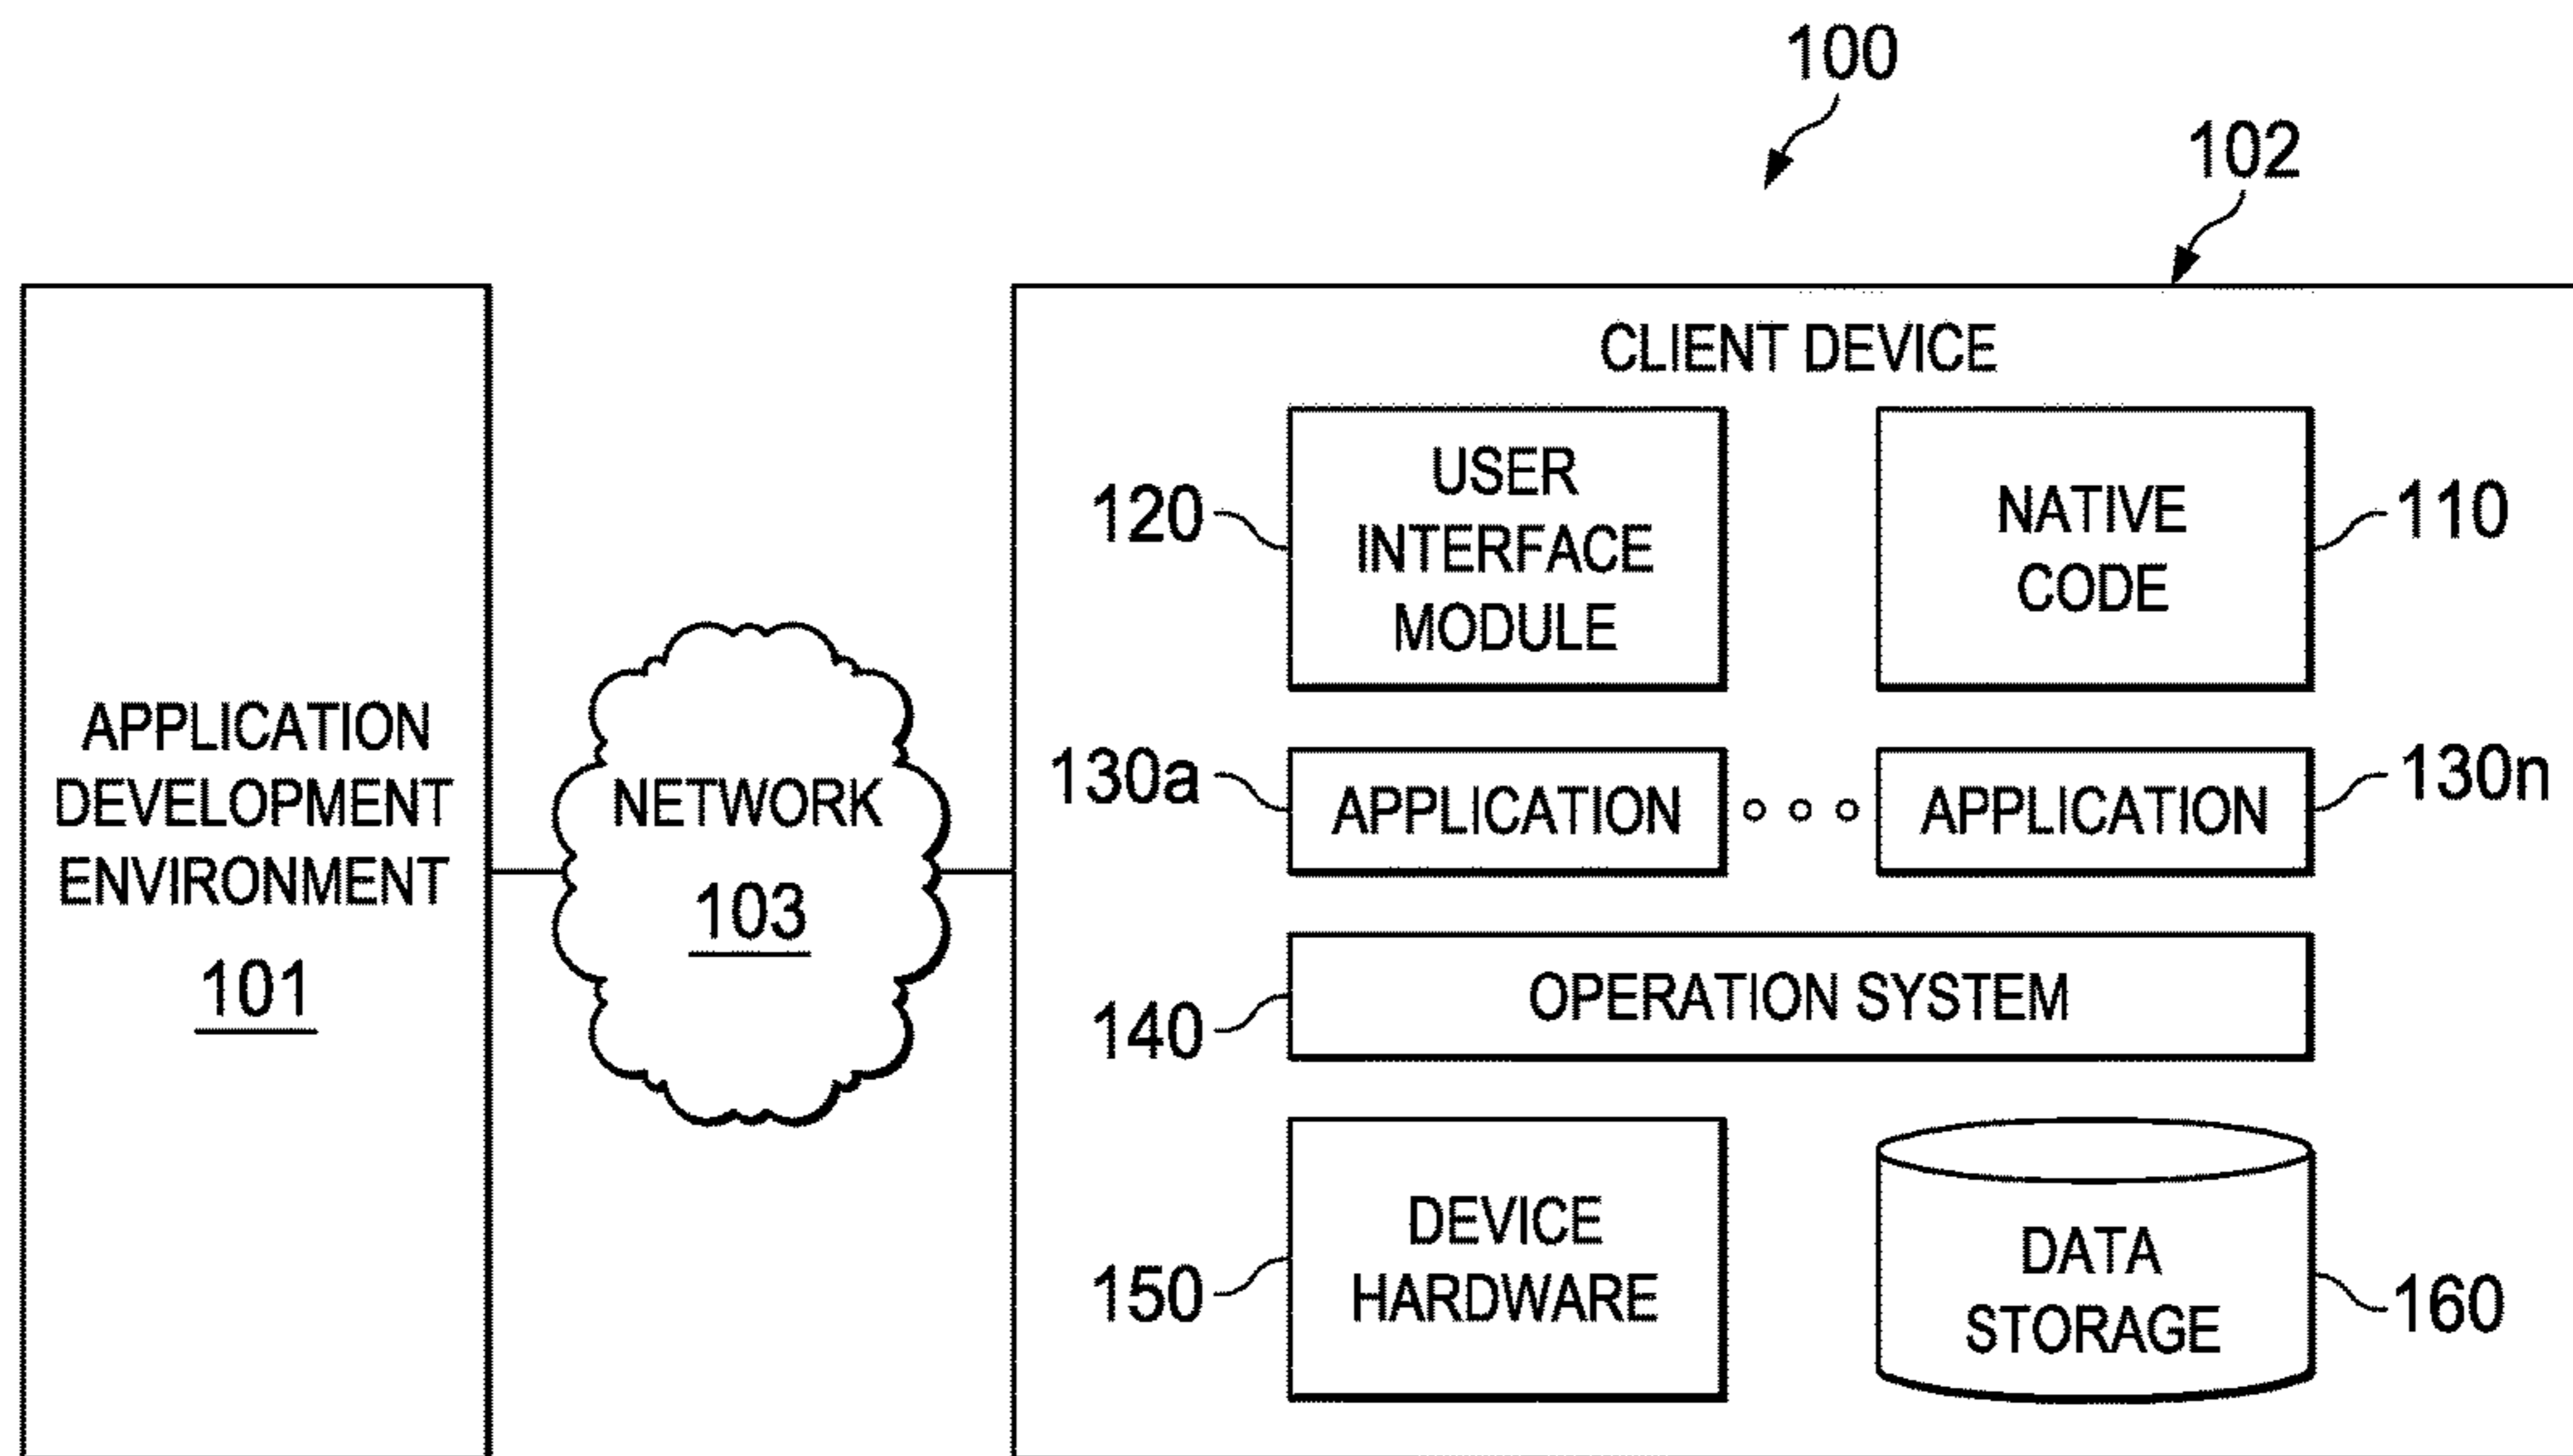 100
102
APPLICATION
DEVELOPMENT
ENVIRONMENT
101
NETWORK
103
CLIENT DEVICE
120
USER
INTERFACE
MODULE
NATIVE
CODE
110
130a
APPLICATION
APPLICATION
130n
140
OPERATION SYSTEM
150
DEVICE
HARDWARE
DATA
STORAGE
160